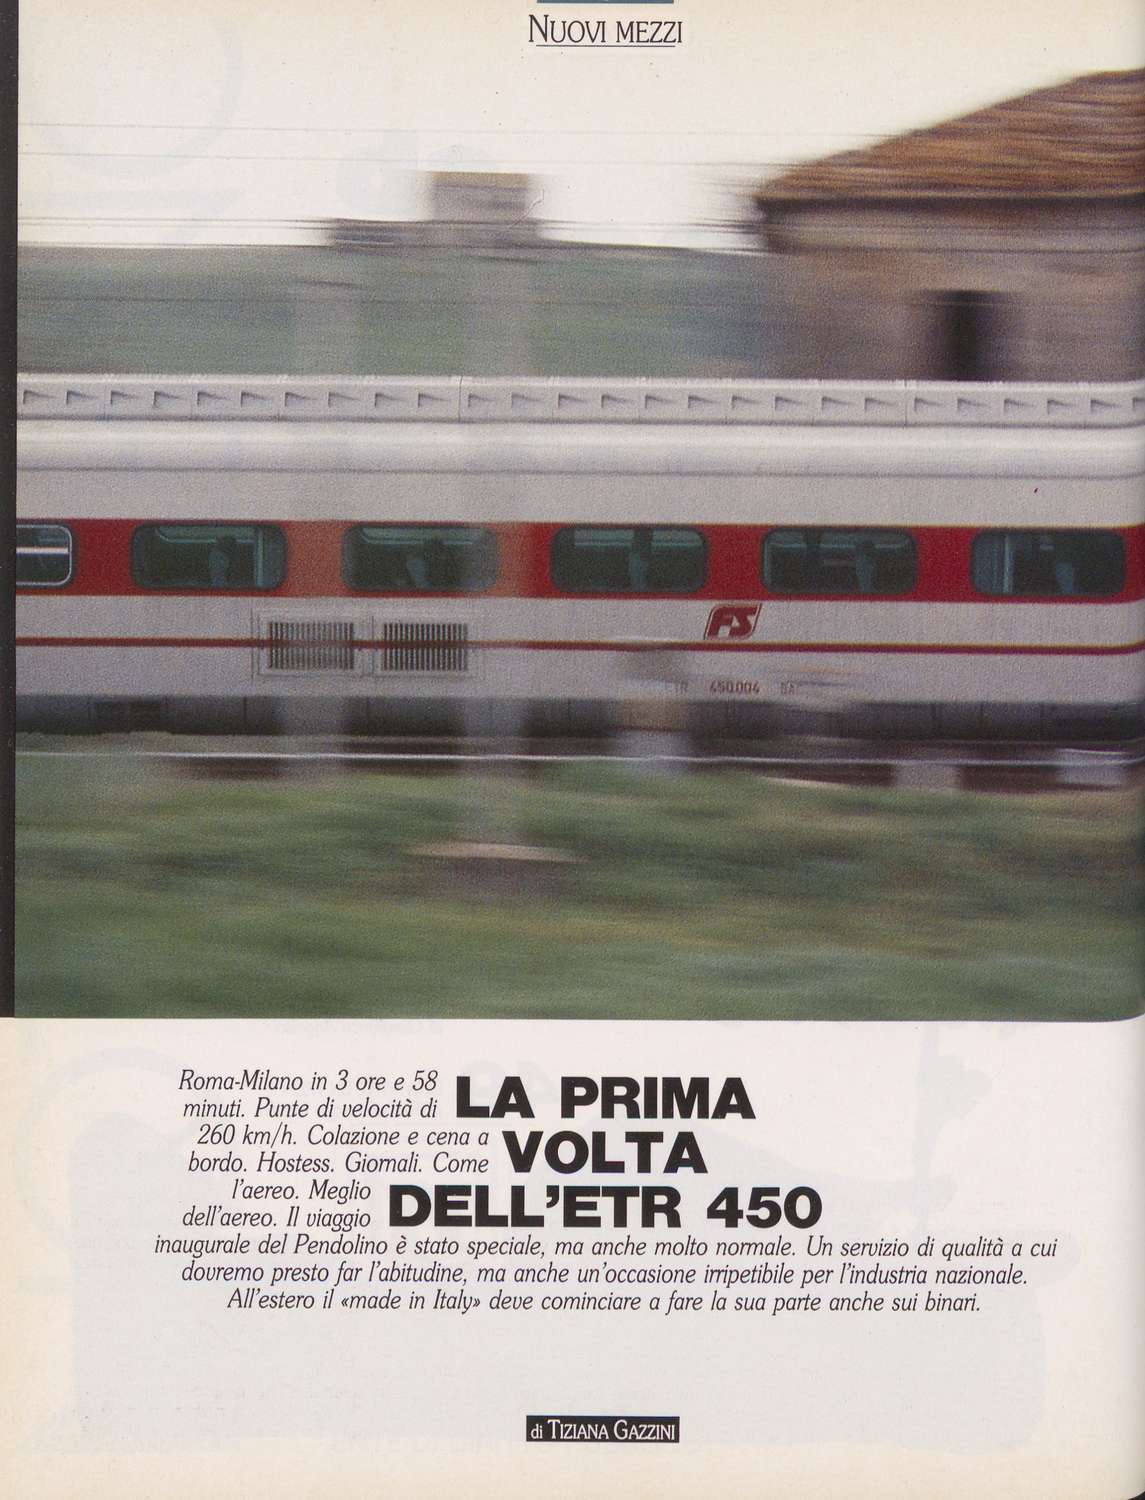 NUOVI MEZZI
FS
450.004
Roma-Milano in 3 ore e 58
minuti. Punte di velocità di
260 km/h. Colazione e cena a
bordo. Hostess. Giornali. Come
l'aereo. Meglio
dell'aereo. Il viaggio
LA PRIMA
VOLTA
DELL'ETR 450
inaugurale del Pendolino è stato speciale, ma anche molto normale. Un servizio di qualità a cui
dovremo presto far l'abitudine, ma anche un'occasione irripetibile per l'industria nazionale.
All'estero il «made in Italy» deve cominciare a fare la sua parte anche sui binari.
di TIZIANA GAZZINI